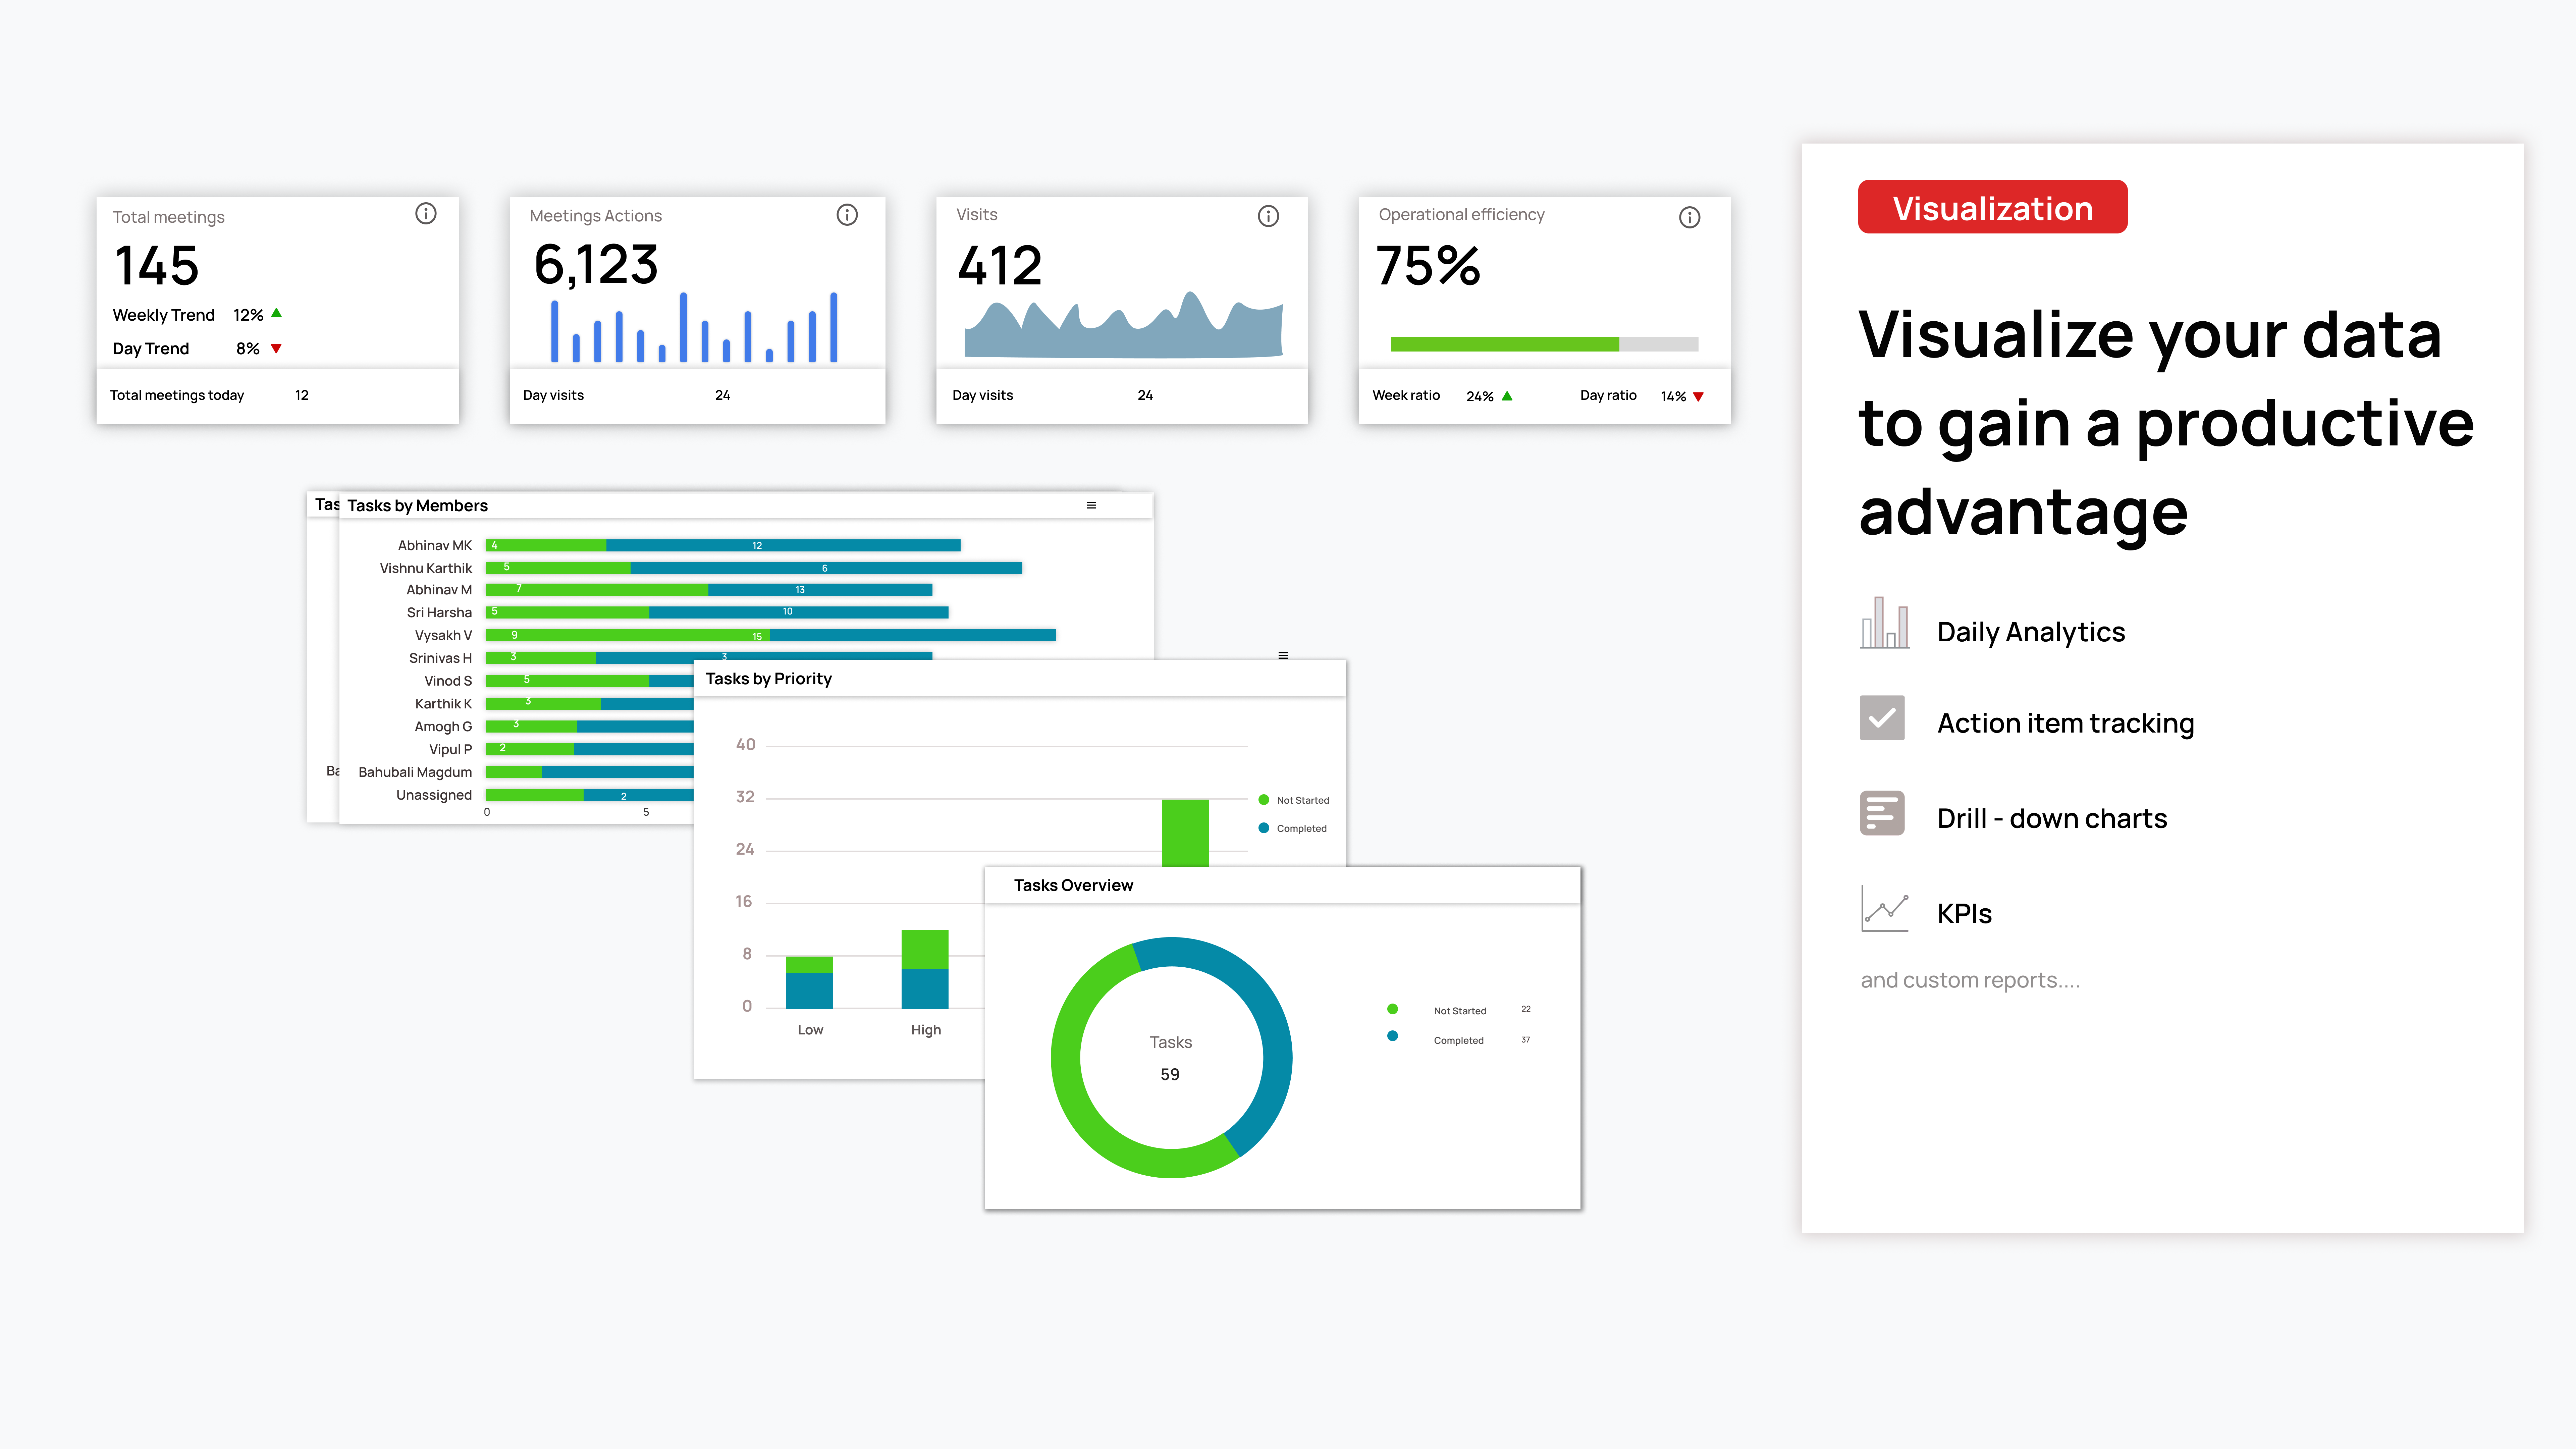 Total meetings
145
Weekly Trend 12%
Day Trend 8%
Total meetings today 12
Meetings Actions
6,123
Day visits 24
Visits
412
Day visits 24
Operational efficiency
75%
Week ratio 24% Day ratio 14%
Tas
Ba
Tasks by Members
Abhinav MK 4 12
Vishnu Karthik 5 6
Abhinav M 7 13
Sri Harsha 5 10
Vysakh V 9 15
Srinivas H 3 3
Vinod S 5
Karthik K 3
Amogh G 3
Vipul P 2
Bahubali Magdum
Unassigned 2
0 5
Tasks by Priority
40
32
24
16
8
0
Low High
Not Started
Completed
Tasks Overview
Tasks
59
Not Started 22
Completed 37
Visualization
Visualize your data
to gain a productive
advantage
Daily Analytics
Action item tracking
Drill - down charts
KPIs
and custom reports....